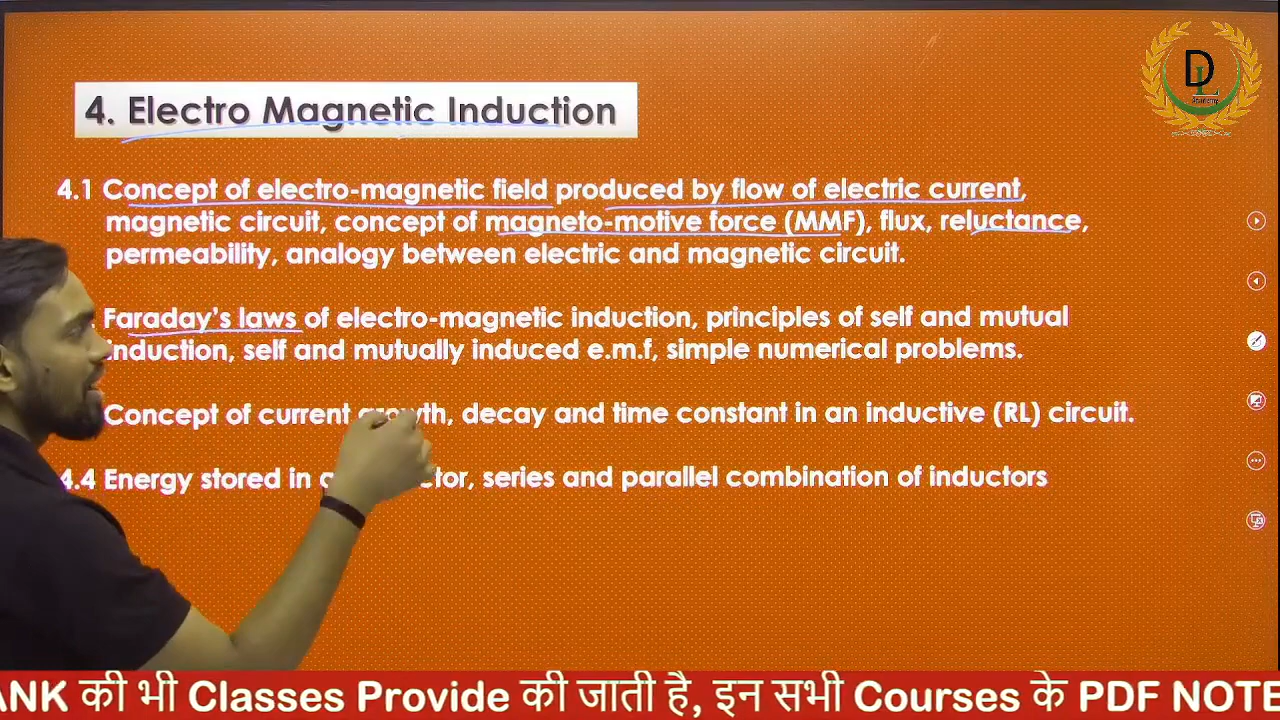 DL
Academy
4. Electro Magnetic Induction
4.1 Concept of electro-magnetic field produced by flow of electric current,
magnetic circuit, concept of magneto-motive force (MMF), flux, reluctance,
permeability, analogy between electric and magnetic circuit.
Faraday's laws of electro-magnetic induction, principles of self and mutual
induction, self and mutually induced e.m.f, simple numerical problems.
Concept of current growth, decay and time constant in an inductive (RL) circuit.
4.4 Energy stored in series and parallel combination of inductors
ANK की भी Classes Provide की जाती है, इन सभी Courses के PDF NOTE